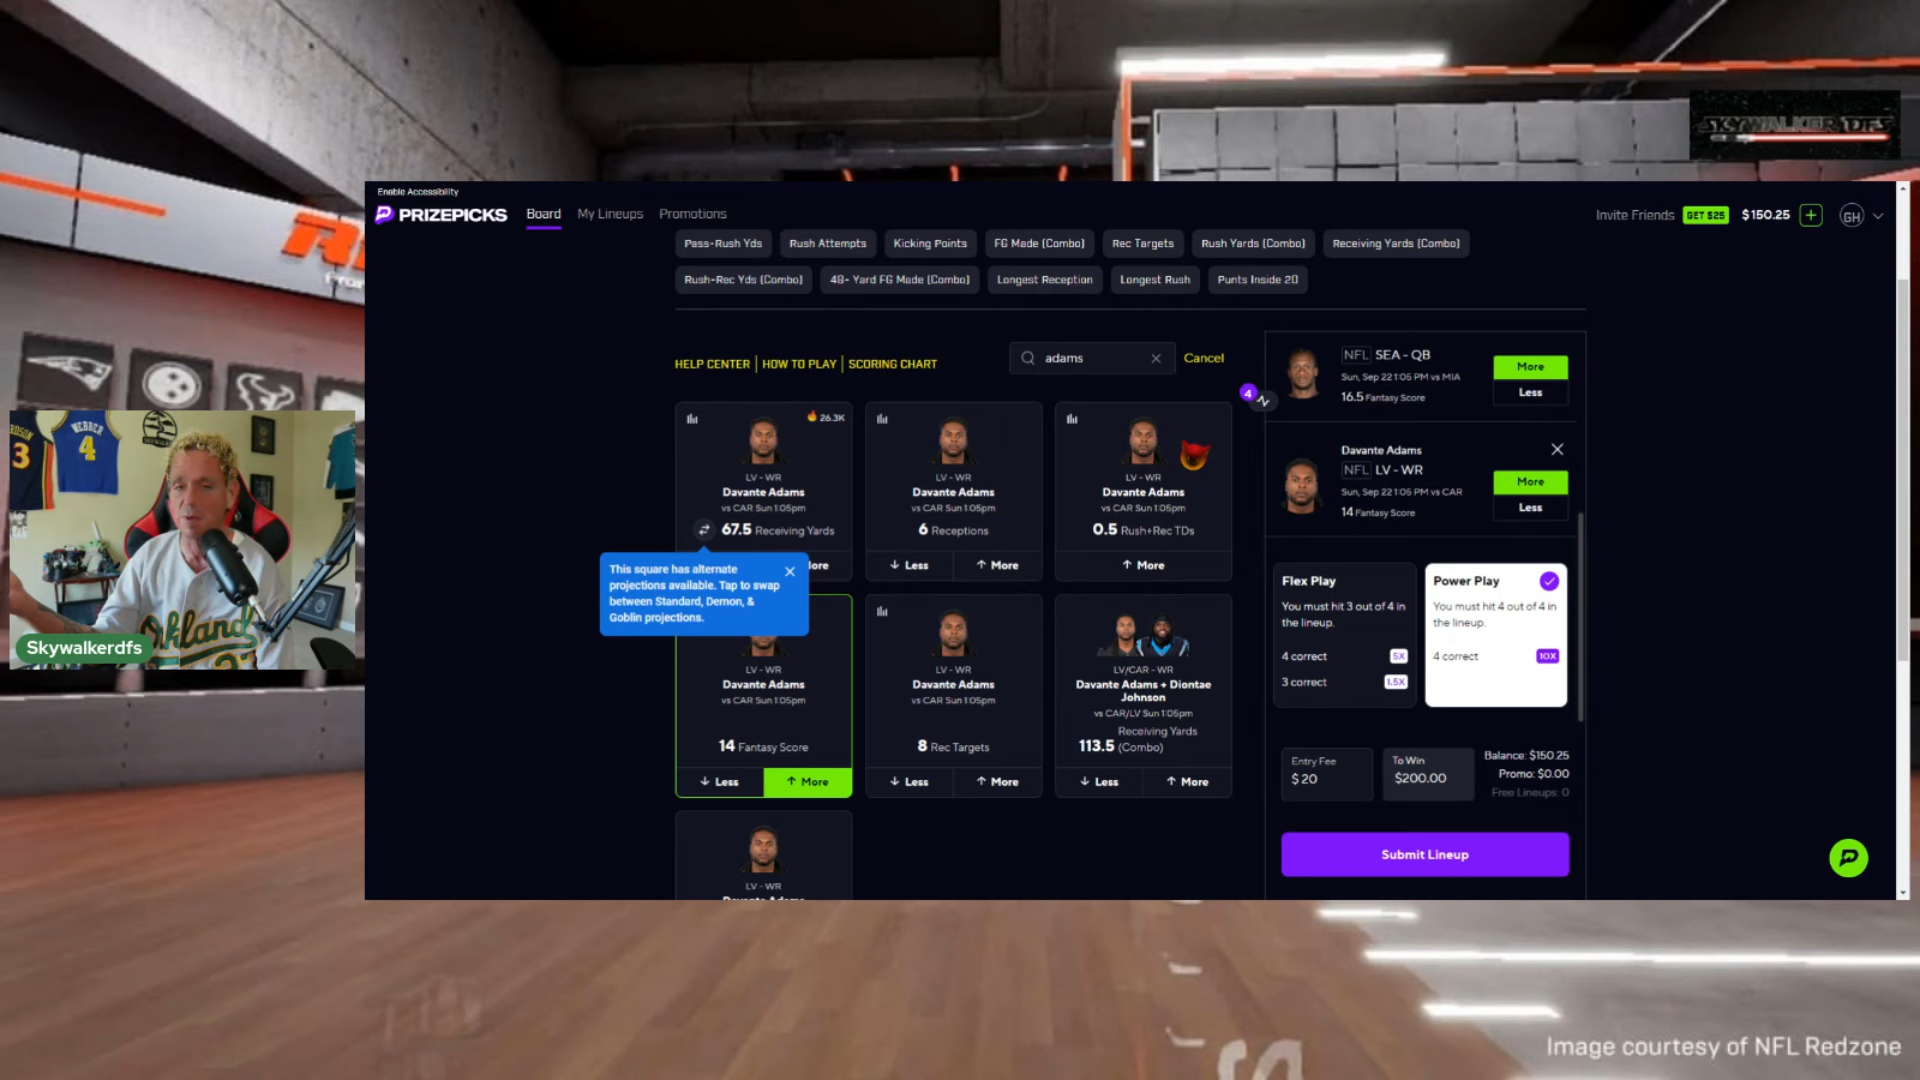 SKYWALKER DFS
Enable Accessibility
PRIZEPICKS
Board
My Lineups
Promotions
Invite Friends
GET $25
$150.25
GH
Pass+Rush Yds
Rush Attempts
Kicking Points
FG Made (Combo)
Rec Targets
Rush Yards (Combo)
Receiving Yards (Combo)
Rush+Rec Yds (Combo)
48+ Yard FG Made (Combo)
Longest Reception
Longest Rush
Punts Inside 20
HELP CENTER
HOW TO PLAY
SCORING CHART
adams
Cancel
26.3K
LV - WR
Davante Adams
vs CAR Sun 1:05pm
67.5 Receiving Yards
ore
LV - WR
Davante Adams
vs CAR Sun 1:05pm
6 Receptions
Less
More
LV - WR
Davante Adams
vs CAR Sun 1:05pm
0.5 Rush+Rec TDs
More
This square has alternate
projections available. Tap to swap
between Standard, Demon, &
Goblin projections.
LV - WR
Davante Adams
vs CAR Sun 1:05pm
14 Fantasy Score
Less
More
LV - WR
Davante Adams
vs CAR Sun 1:05pm
8 Rec Targets
Less
More
LV/CAR - WR
Davante Adams + Diontae
Johnson
vs CAR/LV Sun 1:05pm
Receiving Yards
113.5 (Combo)
Less
More
LV - WR
4
NFL SEA - QB
Sun, Sep 22 1:05 PM vs MIA
16.5 Fantasy Score
More
Less
Davante Adams
NFL LV - WR
Sun, Sep 22 1:05 PM vs CAR
14 Fantasy Score
More
Less
Flex Play
You must hit 3 out of 4 in
the lineup.
4 correct 5X
3 correct 1.5X
Power Play
You must hit 4 out of 4 in
the lineup.
4 correct 10X
Entry Fee
$ 20
To Win
$200.00
Balance: $150.25
Promo: $0.00
Free Lineups: 0
Submit Lineup
WEBBER
4
3
Oakland
Skywalkerdfs
Image courtesy of NFL Redzone